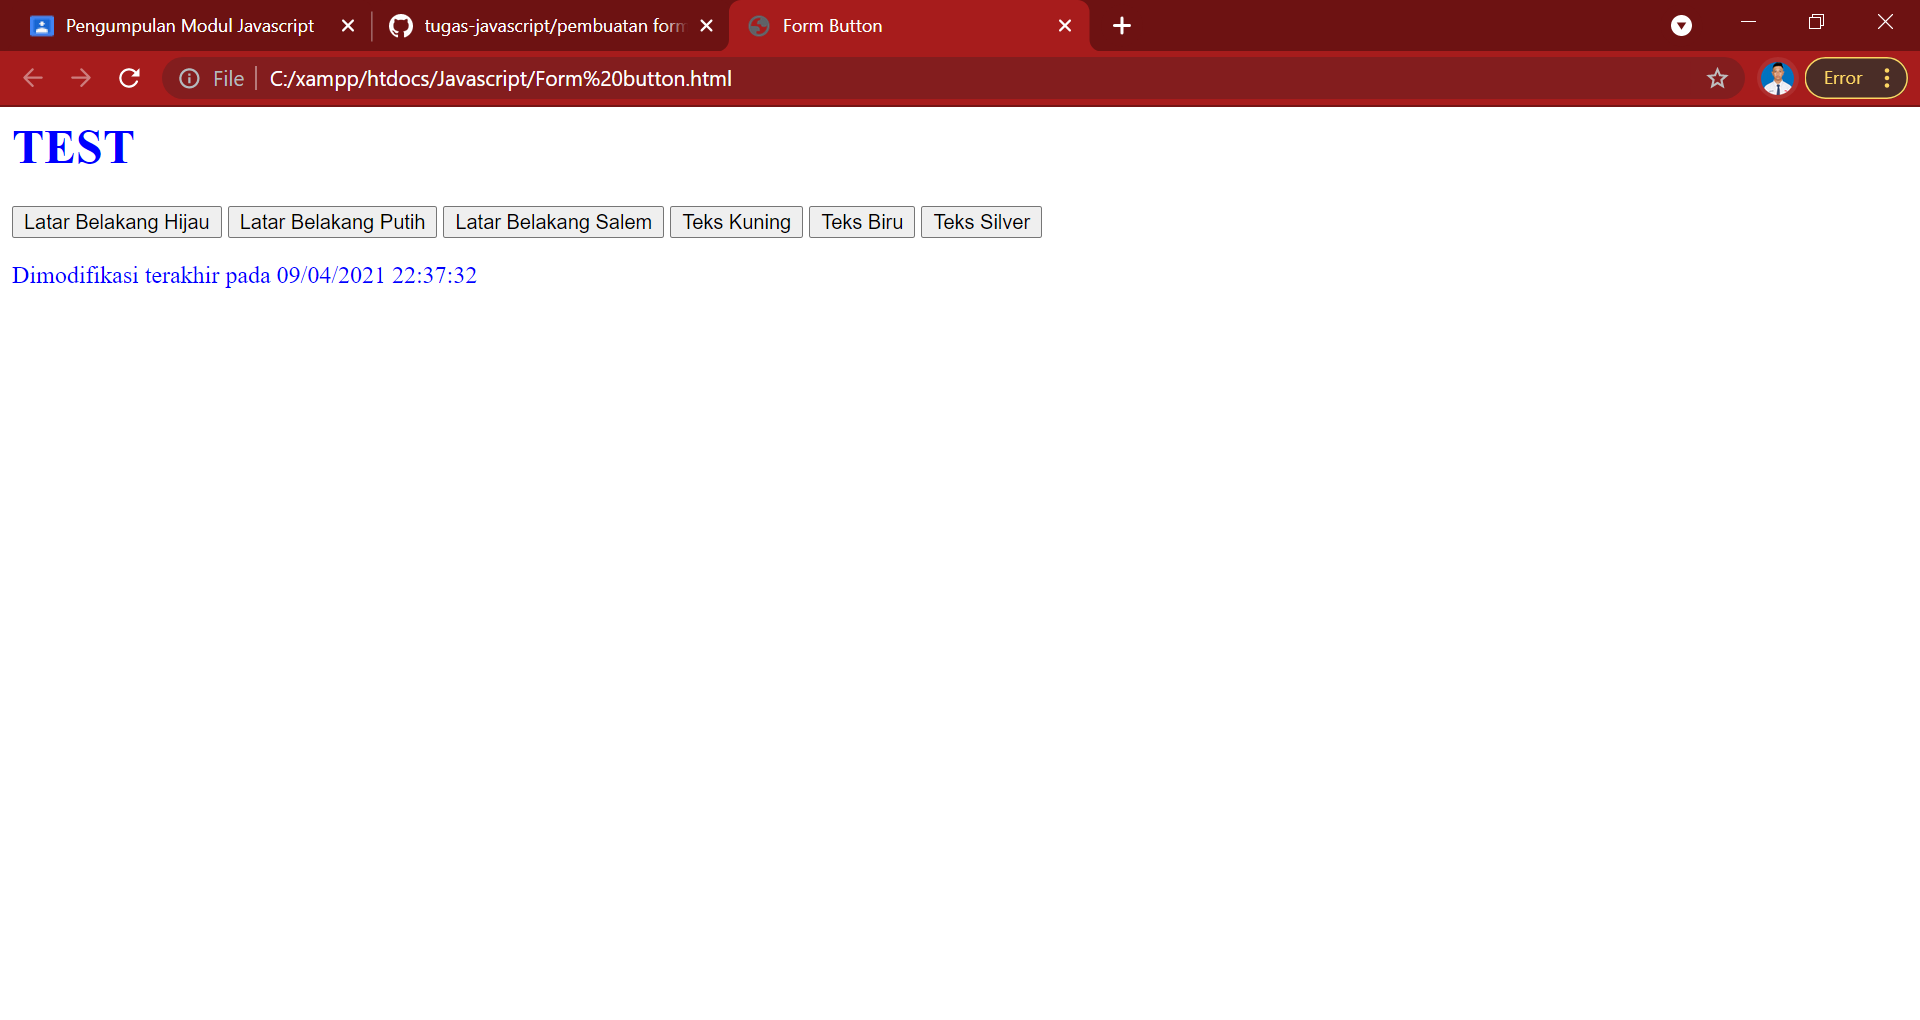 Pengumpulan Modul Javascript
tugas-javascript/pembuatan form
Form Button
File
C:/xampp/htdocs/Javascript/Form%20button.html
Error
TEST
Latar Belakang Hijau Latar Belakang Putih Latar Belakang Salem Teks Kuning Teks Biru Teks Silver
Dimodifikasi terakhir pada 09/04/2021 22:37:32